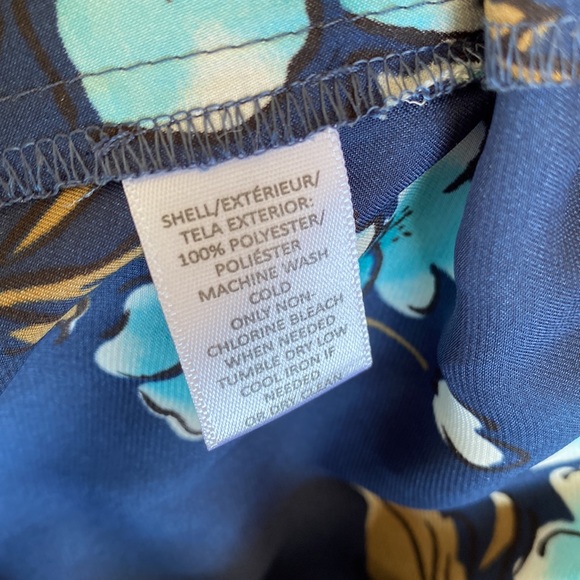 SHELL/EXTÉRIEUR/
TELA EXTERIOR:
100% POLYESTER/
POLIÉSTER
MACHINE WASH
COLD
ONLY NON-
CHLORINE BLEACH
WHEN NEEDED
TUMBLE DRY LOW
COOL IRON IF
NEEDED
OR DRY CLEAN